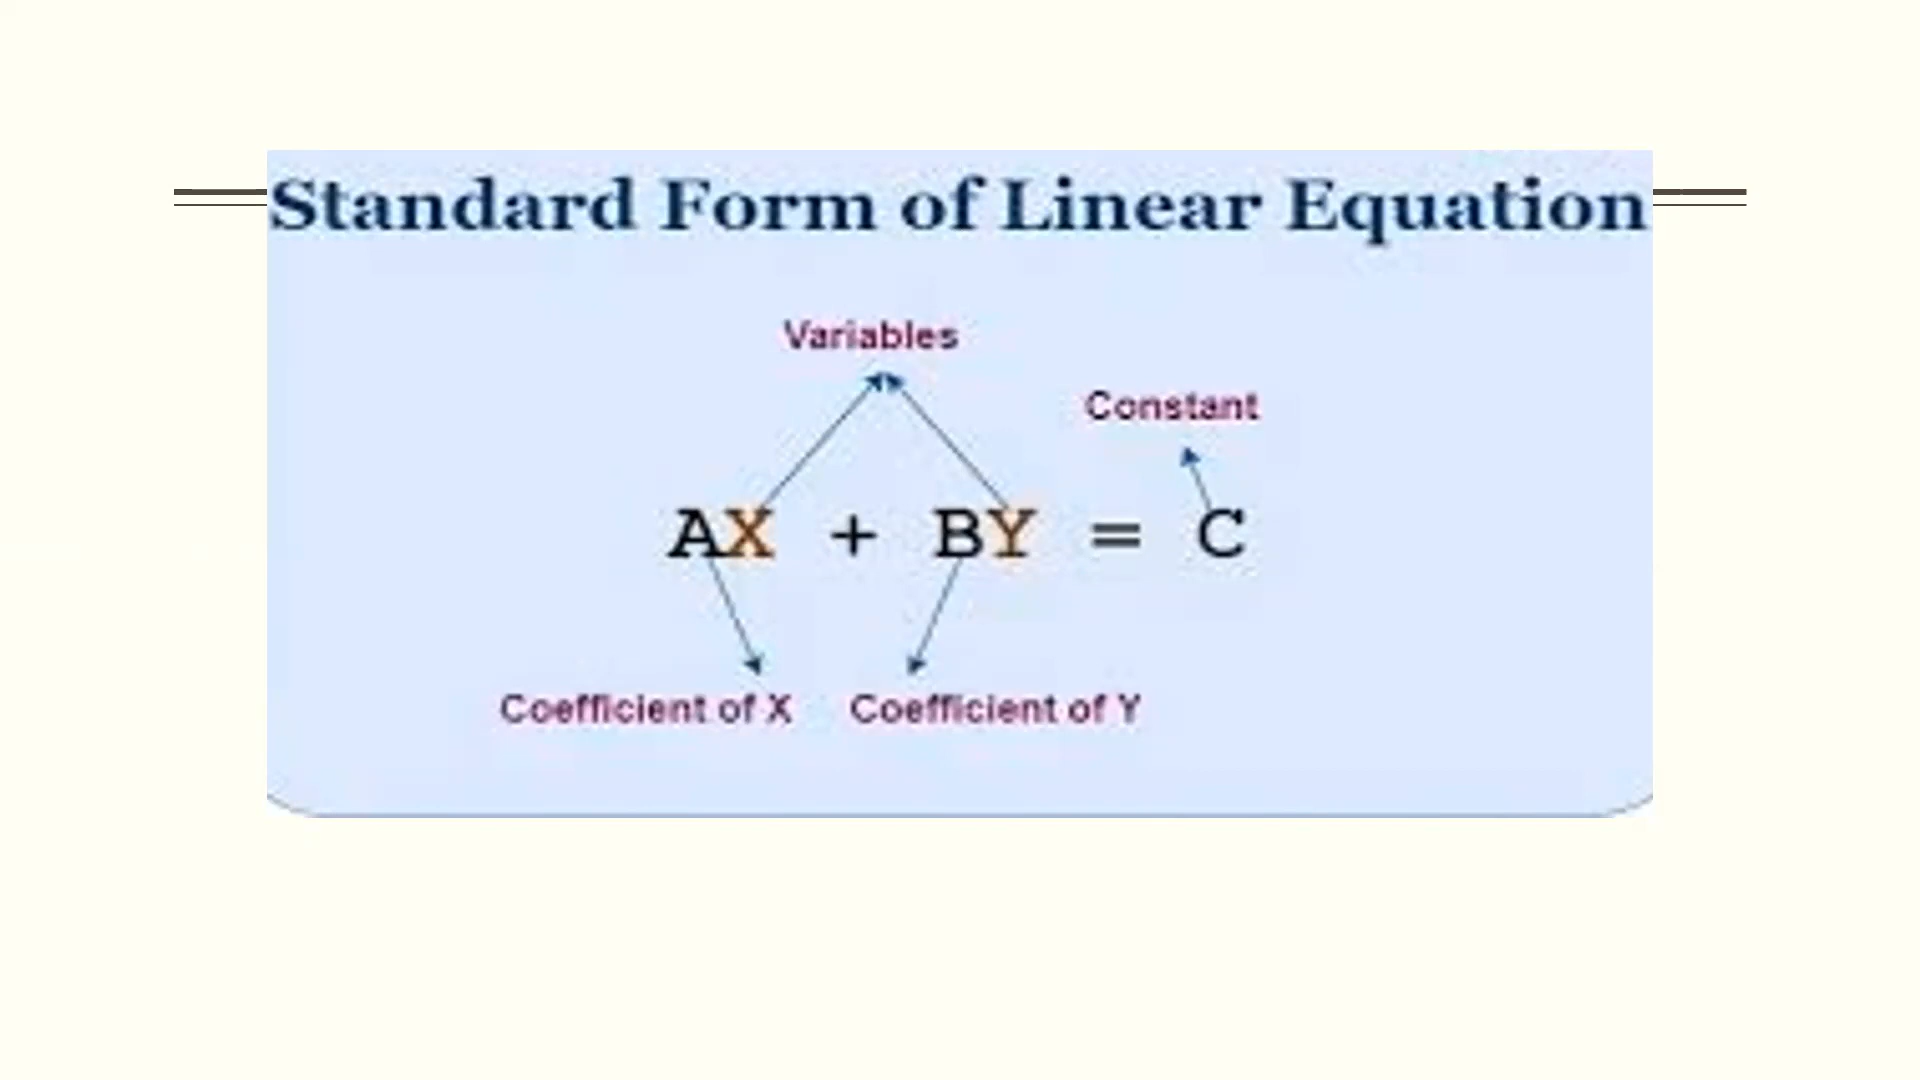 Standard Form of Linear Equation
Variables
Constant
AX + BY = C
Coefficient of X Coefficient of Y